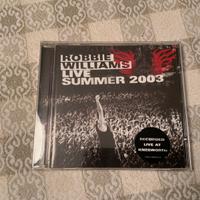 ROBBIE
WILLIAMS
LIVE
SUMMER 2003
RECORDED
LIVE AT
KNEBWORTH